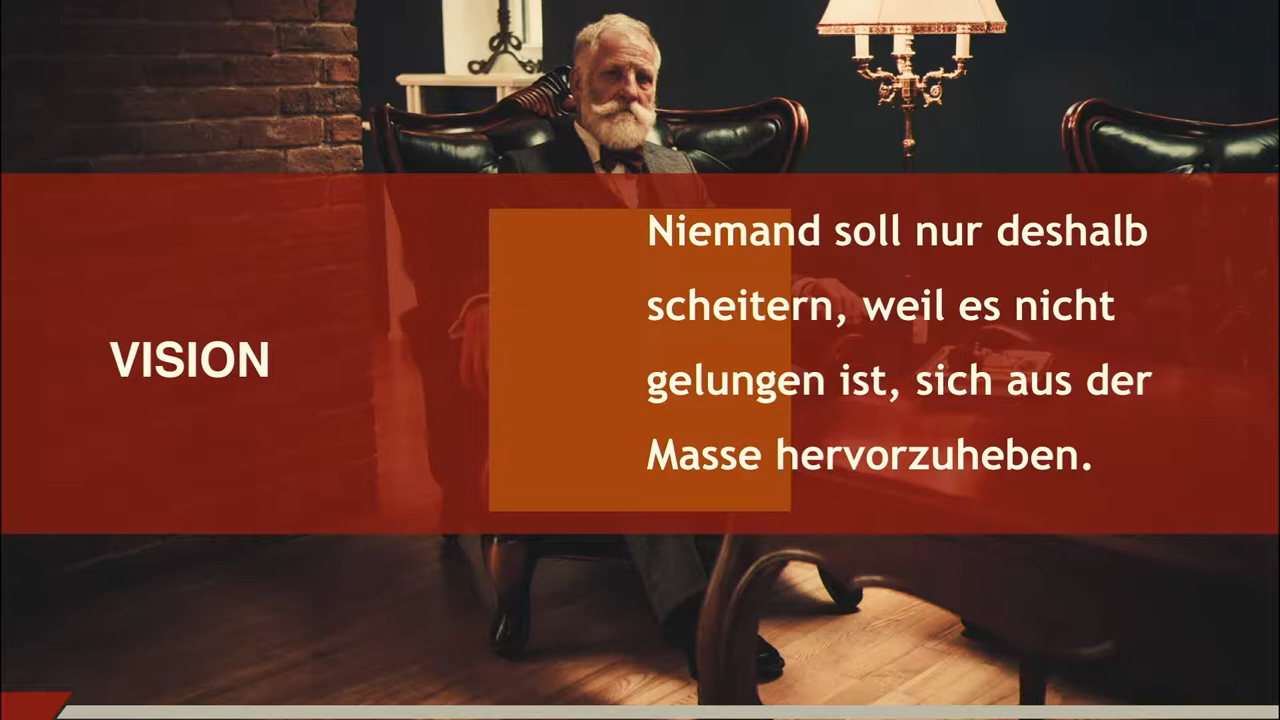 VISION
Niemand soll nur deshalb
scheitern, weil es nicht
gelungen ist, sich aus der
Masse hervorzuheben.